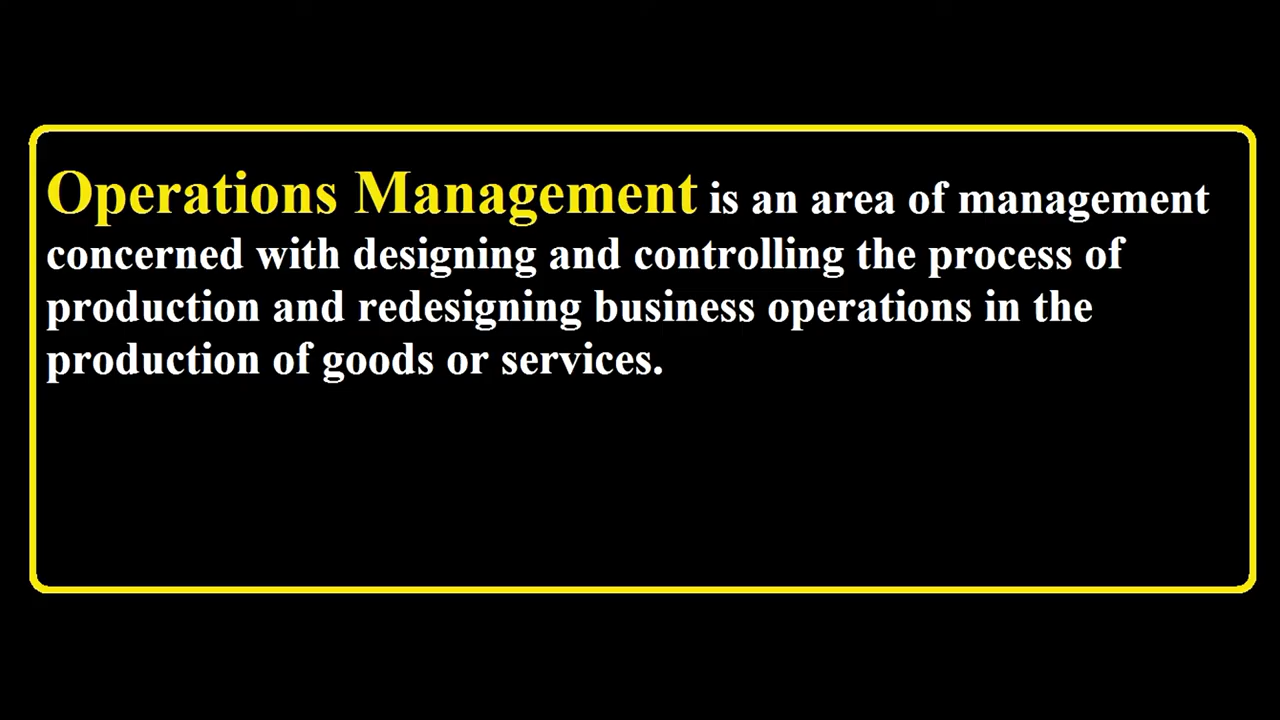 Operations Management is an area of management
concerned with designing and controlling the process of
production and redesigning business operations in the
production of goods or services.